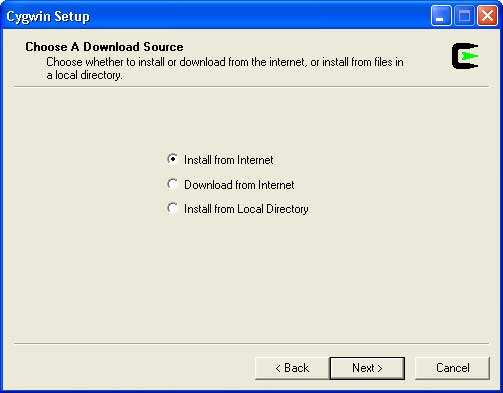 Cygwin Setup
Choose A Download Source
Choose whether to install or download from the internet, or install from files in
a local directory.
Install from Internet
Download from Internet
Install from Local Directory
< Back
Next >
Cancel